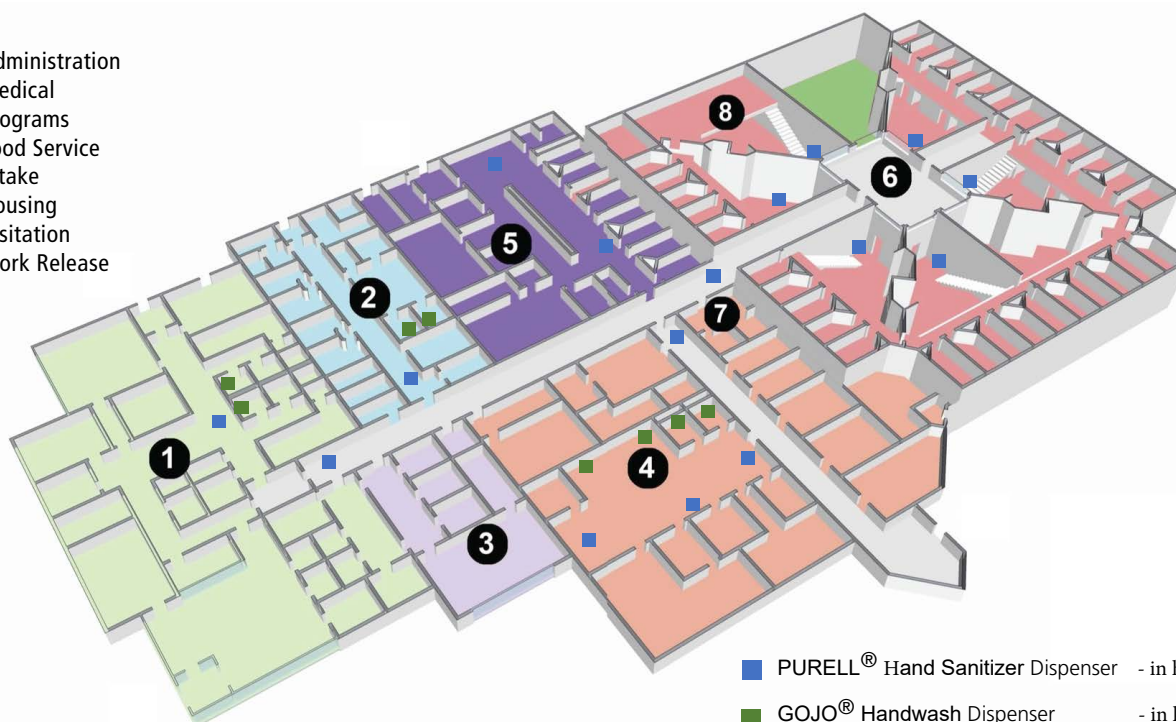 dministration
edical
ograms
ood Service
take
ousing
sitation
ork Release
8
6
5
2
7
1
4
3
PURELL® Hand Sanitizer Dispenser - in
GOJO® Handwash Dispenser - in